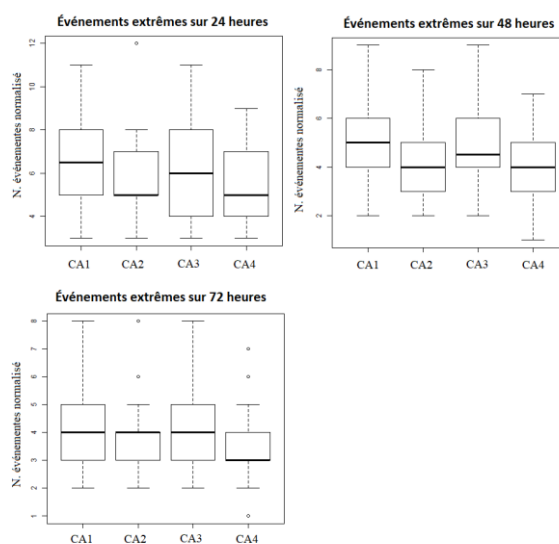 Événements extrêmes sur 24 heures
N. événementes normalisé
12
10
8
6
4
CA1 CA2 CA3 CA4
Événements extrêmes sur 48 heures
N. événementes normalisé
8
6
4
2
CA1 CA2 CA3 CA4
Événements extrêmes sur 72 heures
N. événementes normalisé
8
7
6
5
4
3
2
1
CA1 CA2 CA3 CA4